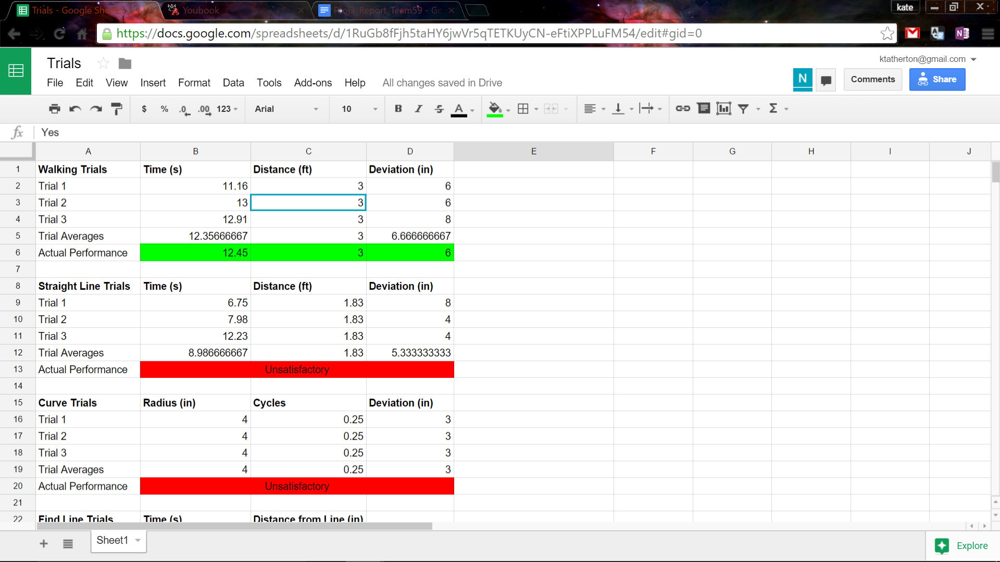 Trials - Google Sheets
Youbook
Proj3_Report_Team59 - Go
kate
https://docs.google.com/spreadsheets/d/1RuGb8fFjh5taHY6jwVr5qTETKUyCN-eFtiXPPLuFM54/edit#gid=0
Trials
ktatherton@gmail.com
File Edit View Insert Format Data Tools Add-ons Help All changes saved in Drive
N Comments Share
$ % .0 .00 123 Arial 10 B I S A Σ
fx Yes
A B C D E F G H I J
1 Walking Trials Time (s) Distance (ft) Deviation (in)
2 Trial 1 11.16 3 6
3 Trial 2 13 3 6
4 Trial 3 12.91 3 8
5 Trial Averages 12.35666667 3 6.666666667
6 Actual Performance 12.45 3 6
7
8 Straight Line Trials Time (s) Distance (ft) Deviation (in)
9 Trial 1 6.75 1.83 8
10 Trial 2 7.98 1.83 4
11 Trial 3 12.23 1.83 4
12 Trial Averages 8.986666667 1.83 5.333333333
13 Actual Performance Unsatisfactory
14
15 Curve Trials Radius (in) Cycles Deviation (in)
16 Trial 1 4 0.25 3
17 Trial 2 4 0.25 3
18 Trial 3 4 0.25 3
19 Trial Averages 4 0.25 3
20 Actual Performance Unsatisfactory
21
22 Find Line Trials Time (s) Distance from Line (in)
Sheet1
Explore